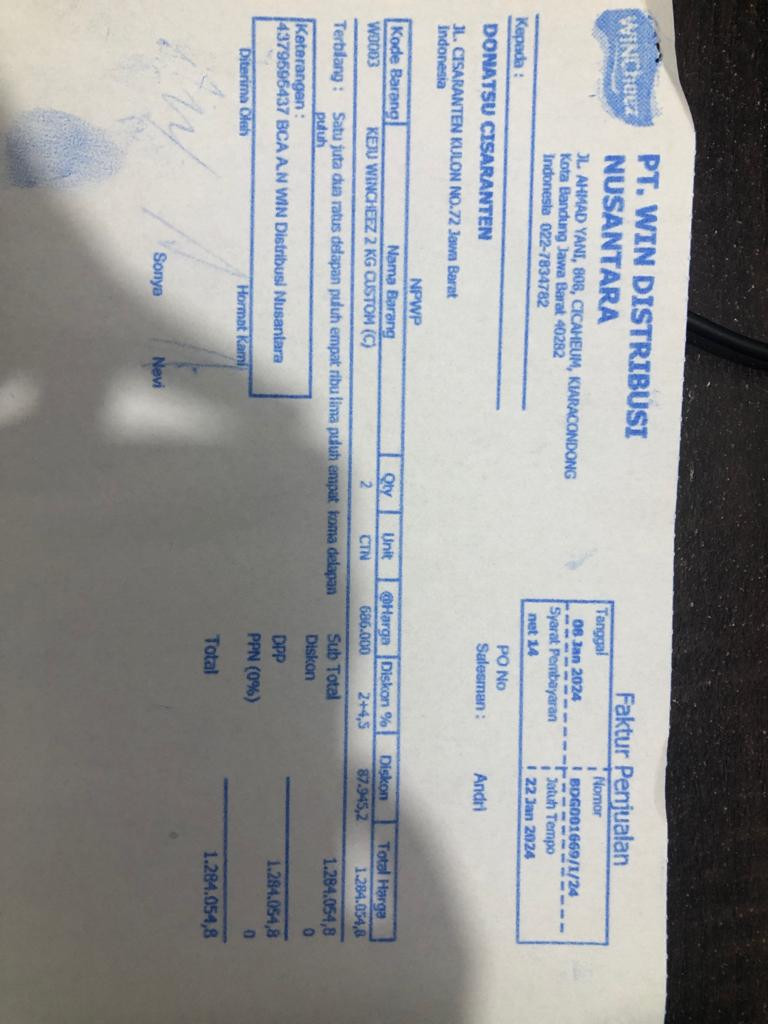 WINCHEEZ
PT. WIN DISTRIBUSI
NUSANTARA
JL. AHMAD YANI, 808, CICAHEUM, KIARACONDONG
Kota Bandung Jawa Barat 40282
Indonesia 022-7834782
Faktur Penjualan
Tanggal Nomor
08 Jan 2024 BDG001669/1/24
Syarat Pembayaran Jatuh Tempo
net 14 22 Jan 2024
Kepada :
DONATSU CISARANTEN
JL. CISARANTEN KULON NO.72 Jawa Barat
Indonesia
PO No
Salesman : Andri
NPWP
Kode Barang Nama Barang Qty Unit @Harga Diskon % Diskon Total Harga
W0003 KEJU WINCHEEZ 2 KG CUSTOM (C) 2 CTN 686.000 2+4,5 87.945,2 1.284.054,8
Terbilang : Satu juta dua ratus delapan puluh empat ribu lima puluh empat koma delapan
puluh
Sub Total 1.284.054,8
Diskon 0
DPP 1.284.054,8
PPN (0%) 0
Total 1.284.054,8
Keterangan :
4379595437 BCA A.N WIN Distribusi Nusantara
Diterima Oleh Hormat Kami
Sonya Nevi